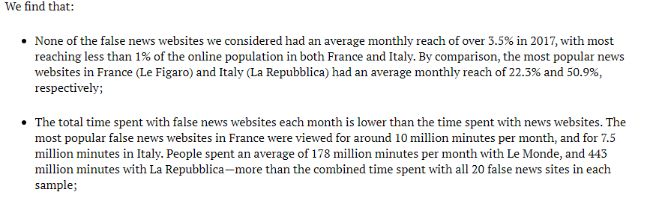 We find that:
• None of the false news websites we considered had an average monthly reach of over 3.5% in 2017, with most
reaching less than 1% of the online population in both France and Italy. By comparison, the most popular news
websites in France (Le Figaro) and Italy (La Repubblica) had an average monthly reach of 22.3% and 50.9%,
respectively;
• The total time spent with false news websites each month is lower than the time spent with news websites. The
most popular false news websites in France were viewed for around 10 million minutes per month, and for 7.5
million minutes in Italy. People spent an average of 178 million minutes per month with Le Monde, and 443
million minutes with La Repubblica—more than the combined time spent with all 20 false news sites in each
sample;